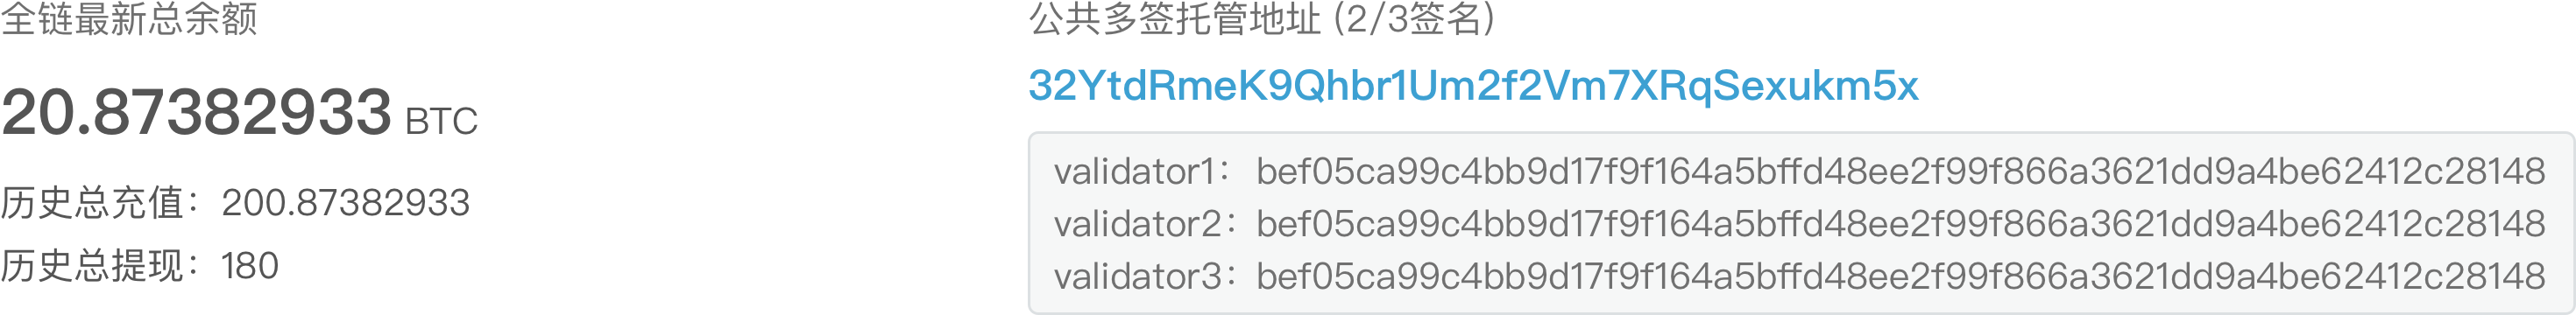 全链最新总余额
20.87382933 BTC
历史总充值：200.87382933
历史总提现：180
公共多签托管地址 (2/3签名)
32YtdRmeK9Qhbr1Um2f2Vm7XRqSexukm5x
validator1： bef05ca99c4bb9d17f9f164a5bffd48ee2f99f866a3621dd9a4be62412c28148
validator2：bef05ca99c4bb9d17f9f164a5bffd48ee2f99f866a3621dd9a4be62412c28148
validator3：bef05ca99c4bb9d17f9f164a5bffd48ee2f99f866a3621dd9a4be62412c28148